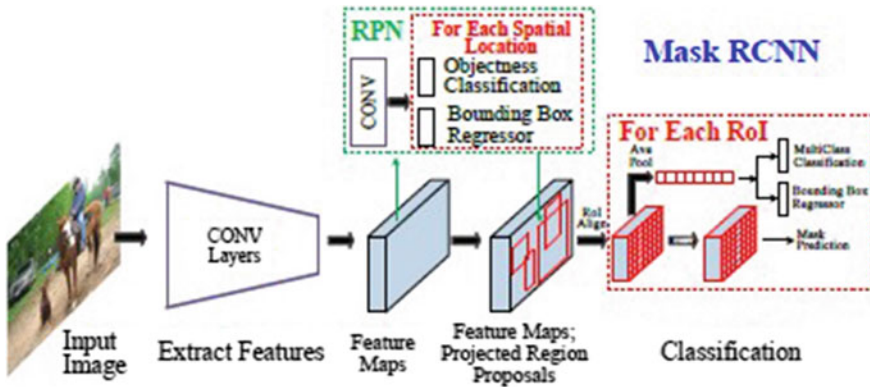 RPN
For Each Spatial
Location
CONV
Objectness
Classification
Bounding Box
Regressor
Mask RCNN
For Each RoI
Ave
Pool
MultiClass
Classification
Bounding Box
Regressor
CONV
Layers
RoI
Align
Mask
Prediction
Input
Image
Extract Features
Feature
Maps
Feature Maps;
Projected Region
Proposals
Classification